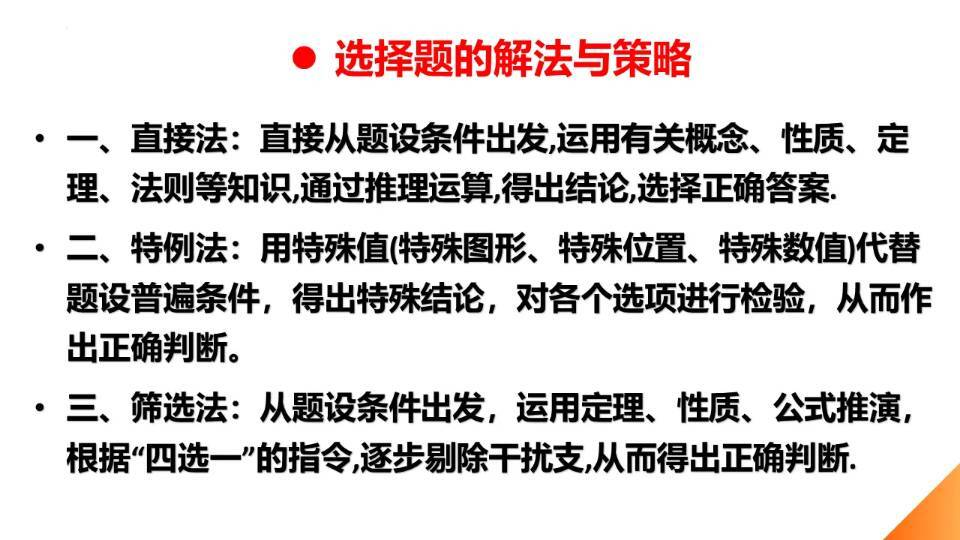 ● 选择题的解法与策略
• 一、直接法：直接从题设条件出发,运用有关概念、性质、定
理、法则等知识,通过推理运算,得出结论,选择正确答案.
• 二、特例法：用特殊值(特殊图形、特殊位置、特殊数值)代替
题设普遍条件，得出特殊结论，对各个选项进行检验，从而作
出正确判断。
• 三、筛选法：从题设条件出发，运用定理、性质、公式推演，
根据“四选一”的指令,逐步剔除干扰支,从而得出正确判断.